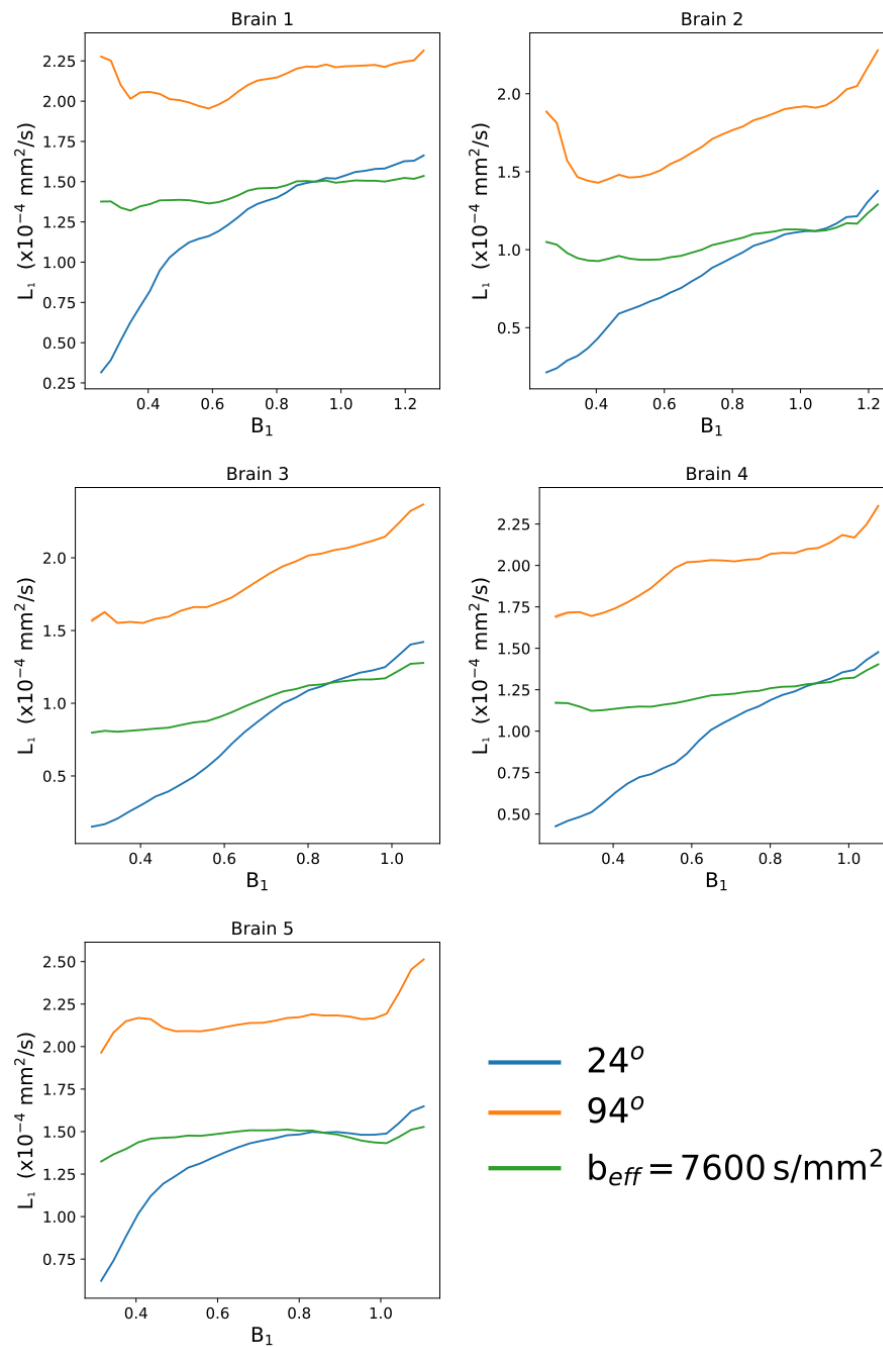 Brain 1
L₁ (x10⁻⁴ mm²/s)
2.25
2.00
1.75
1.50
1.25
1.00
0.75
0.50
0.25
0.4 0.6 0.8 1.0 1.2
B₁
Brain 2
L₁ (x10⁻⁴ mm²/s)
2.0
1.5
1.0
0.5
0.4 0.6 0.8 1.0 1.2
B₁
Brain 3
L₁ (x10⁻⁴ mm²/s)
2.0
1.5
1.0
0.5
0.4 0.6 0.8 1.0
B₁
Brain 4
L₁ (x10⁻⁴ mm²/s)
2.25
2.00
1.75
1.50
1.25
1.00
0.75
0.50
0.4 0.6 0.8 1.0
B₁
Brain 5
L₁ (x10⁻⁴ mm²/s)
2.50
2.25
2.00
1.75
1.50
1.25
1.00
0.75
0.4 0.6 0.8 1.0
B₁
24°
94°
b_eff = 7600 s/mm²